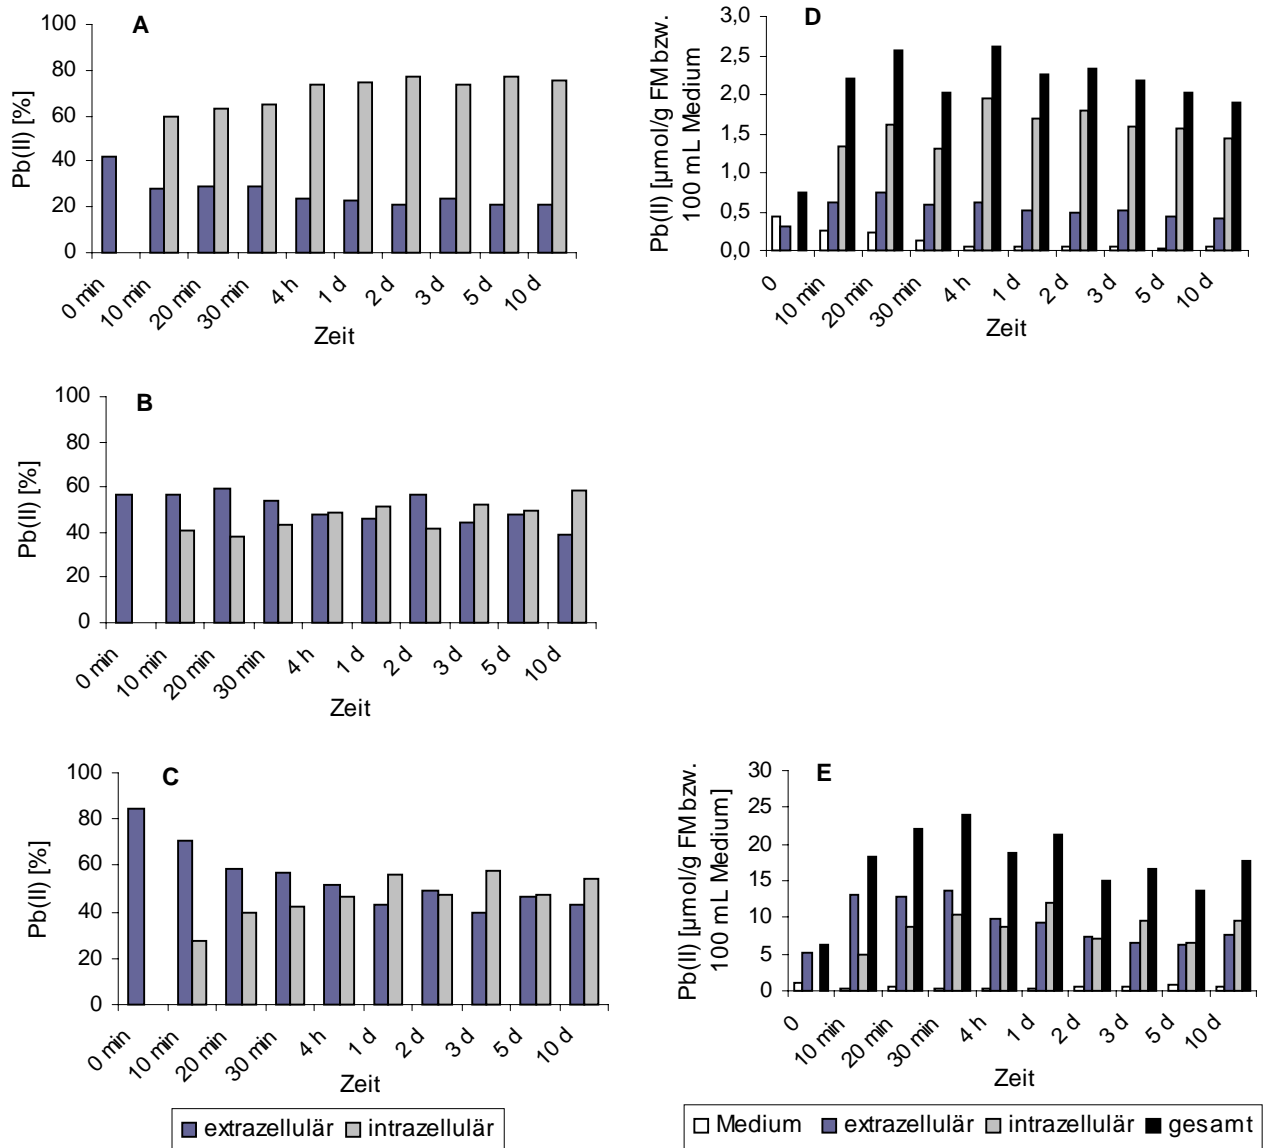 A
Pb(II) [%]
100
80
60
40
20
0
0 min
10 min
20 min
30 min
4 h
1 d
2 d
3 d
5 d
10 d
Zeit
D
Pb(II) [µmol/g FM bzw.
100 mL Medium
3,0
2,5
2,0
1,5
1,0
0,5
0,0
0
10 min
20 min
30 min
4 h
1 d
2 d
3 d
5 d
10 d
Zeit
B
Pb(II) [%]
100
80
60
40
20
0
0 min
10 min
20 min
30 min
4 h
1 d
2 d
3 d
5 d
10 d
Zeit
C
Pb(II) [%]
100
80
60
40
20
0
0 min
10 min
20 min
30 min
4 h
1 d
2 d
3 d
5 d
10 d
Zeit
extrazellulär intrazellulär
E
Pb(II) [µmol/g FM bzw.
100 mL Medium]
30
25
20
15
10
5
0
0
10 min
20 min
30 min
4 h
1 d
2 d
3 d
5 d
10 d
Zeit
Medium extrazellulär intrazellulär gesamt